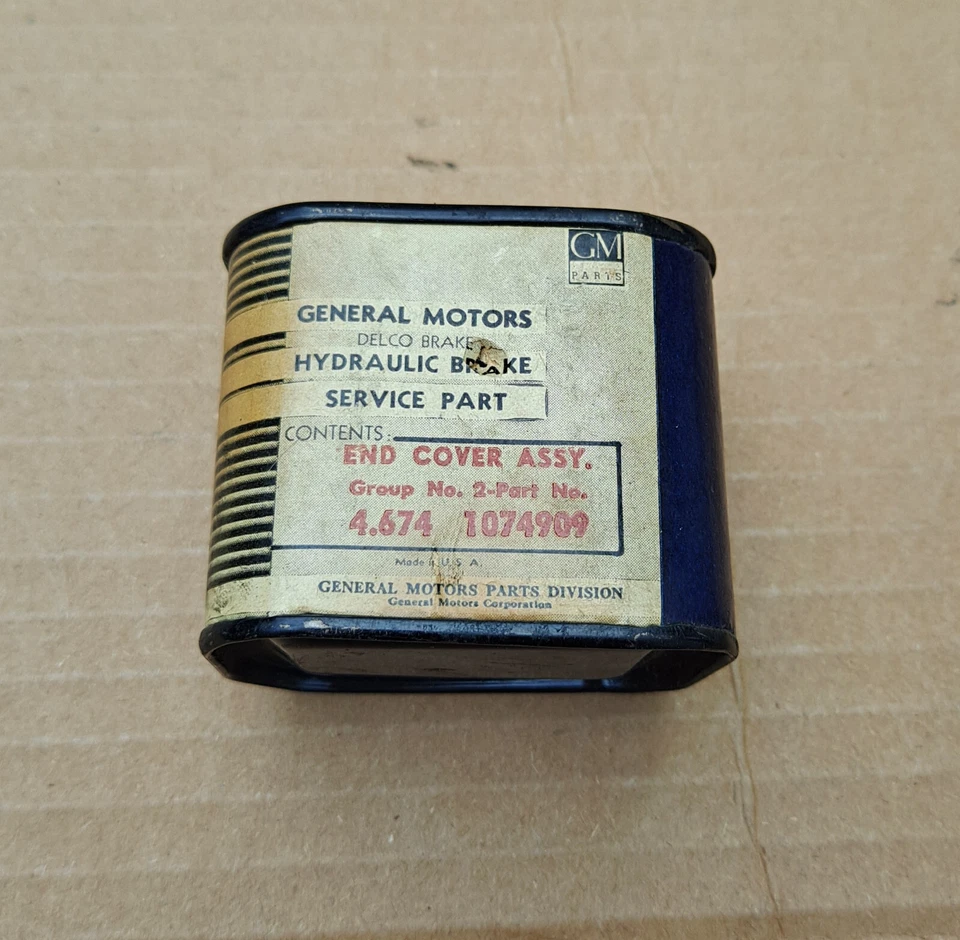 GM
PARTS
GENERAL MOTORS
DELCO BRAKE
HYDRAULIC BRAKE
SERVICE PART
CONTENTS:
END COVER ASSY.
Group No. 2-Part No.
4.674 1074909
Made in U.S.A.
GENERAL MOTORS PARTS DIVISION
General Motors Corporation